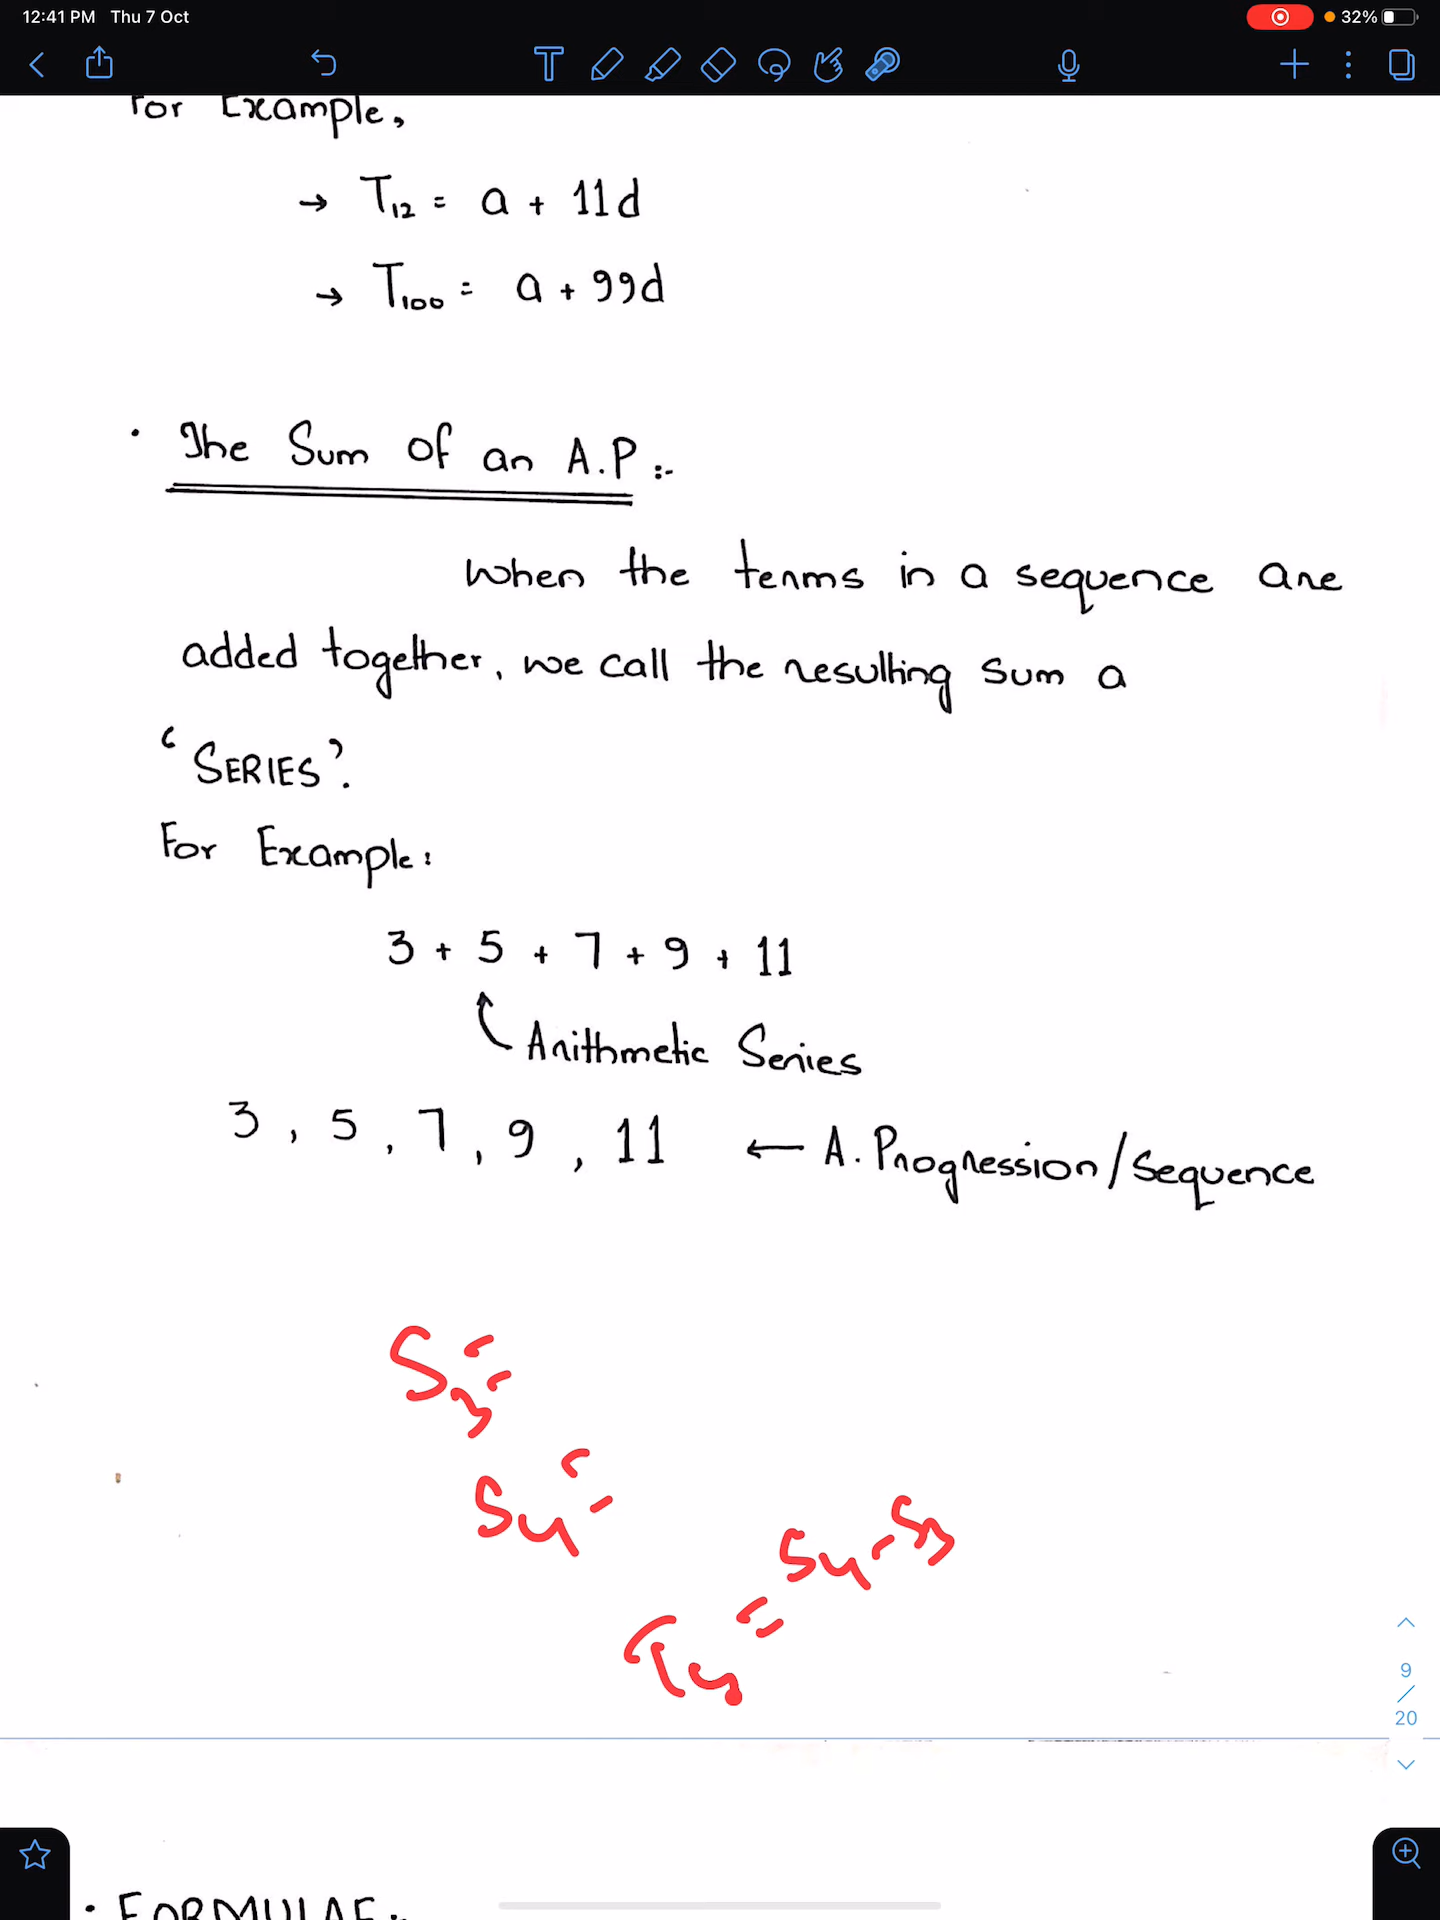 12:41 PM Thu 7 Oct
32%
For Example,
→ T₁₂ = a + 11d
→ T₁₀₀ = a + 99d
• The Sum of an A.P :-
When the terms in a sequence are
added together, we call the resulting sum a
‘SERIES’.
For Example:
3 + 5 + 7 + 9 + 11
Arithmetic Series
3 , 5 , 7 , 9 , 11 ← A. Progression/Sequence
S₃ =
S₄ =
T₄ = S₄ - S₃
9
/
20
• FORMULAE: